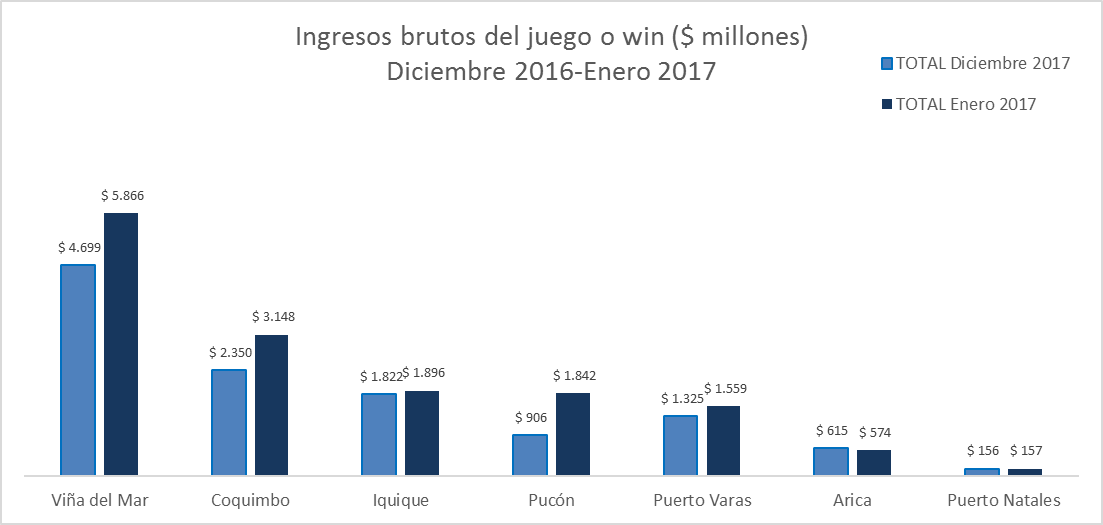 Ingresos brutos del juego o win ($ millones)
Diciembre 2016-Enero 2017
TOTAL Diciembre 2017
TOTAL Enero 2017
$ 4.699
$ 5.866
$ 2.350
$ 3.148
$ 1.822
$ 1.896
$ 906
$ 1.842
$ 1.325
$ 1.559
$ 615
$ 574
$ 156
$ 157
Viña del Mar
Coquimbo
Iquique
Pucón
Puerto Varas
Arica
Puerto Natales